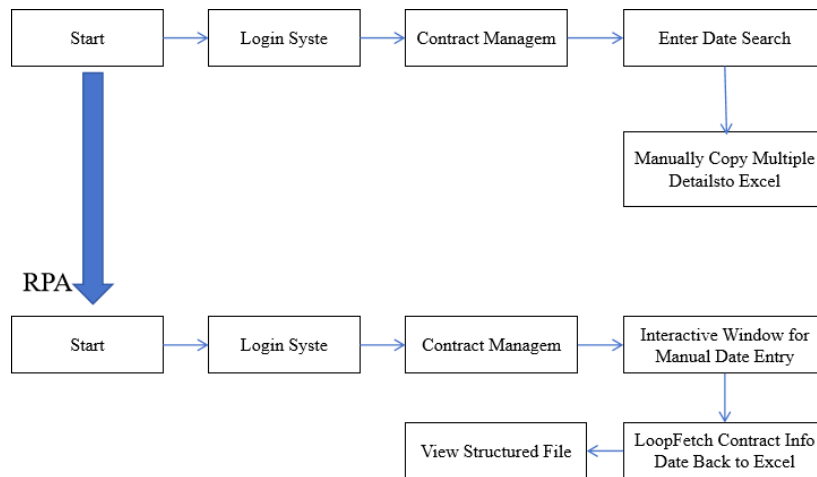 Start
Login Syste
Contract Managem
Enter Date Search
Manually Copy Multiple
Detailsto Excel
RPA
Start
Login Syste
Contract Managem
Interactive Window for
Manual Date Entry
LoopFetch Contract Info
Date Back to Excel
View Structured File